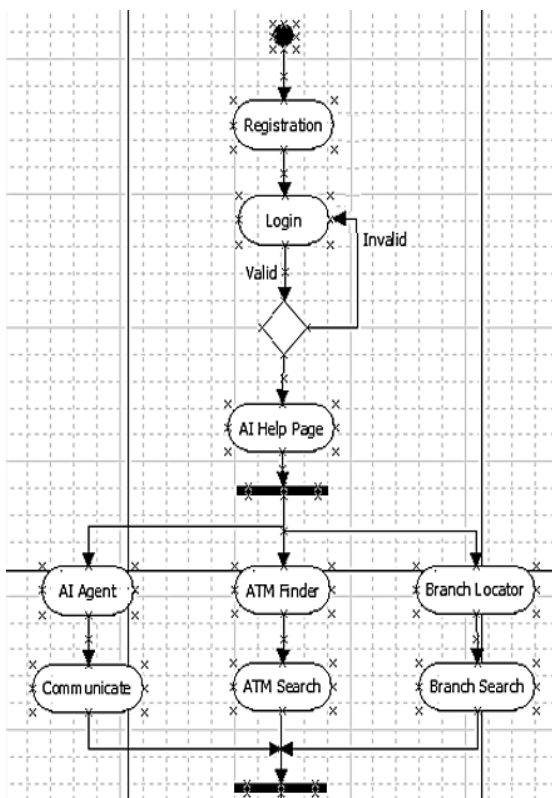 Registration
Login
Invalid
Valid
AI Help Page
AI Agent
ATM Finder
Branch Locator
Communicate
ATM Search
Branch Search